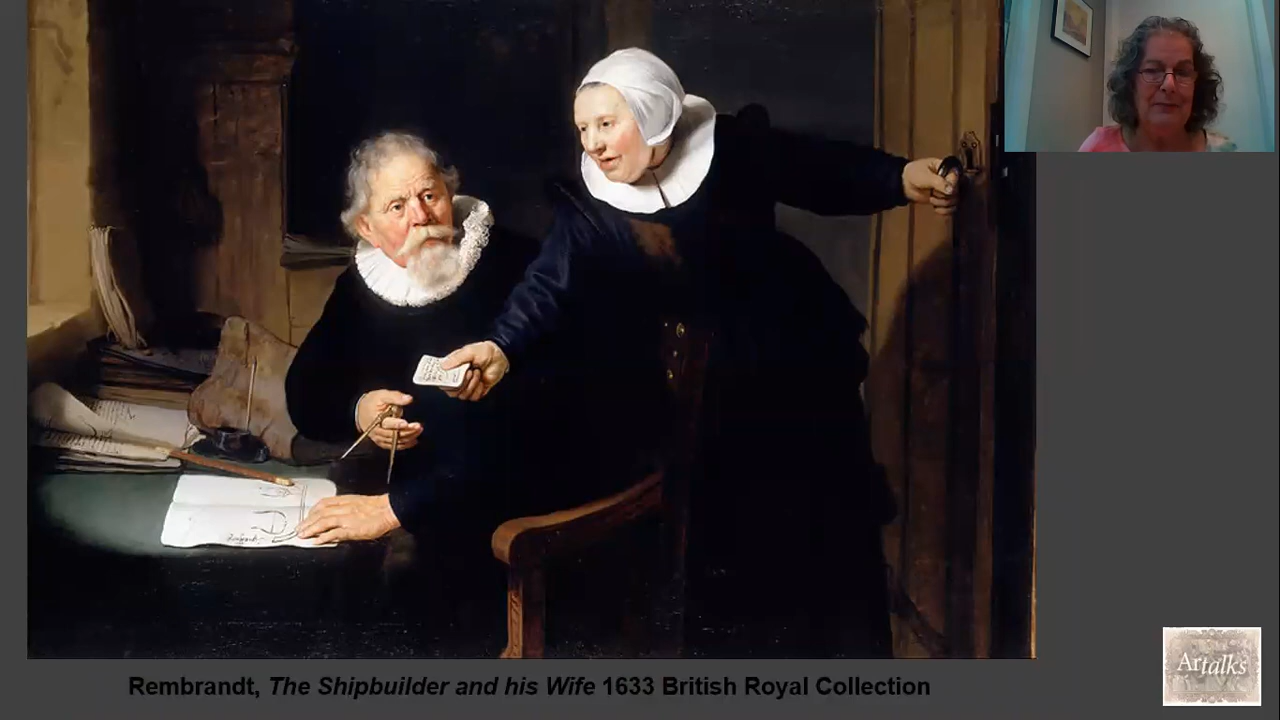 Rembrandt, The Shipbuilder and his Wife 1633 British Royal Collection
Artalks